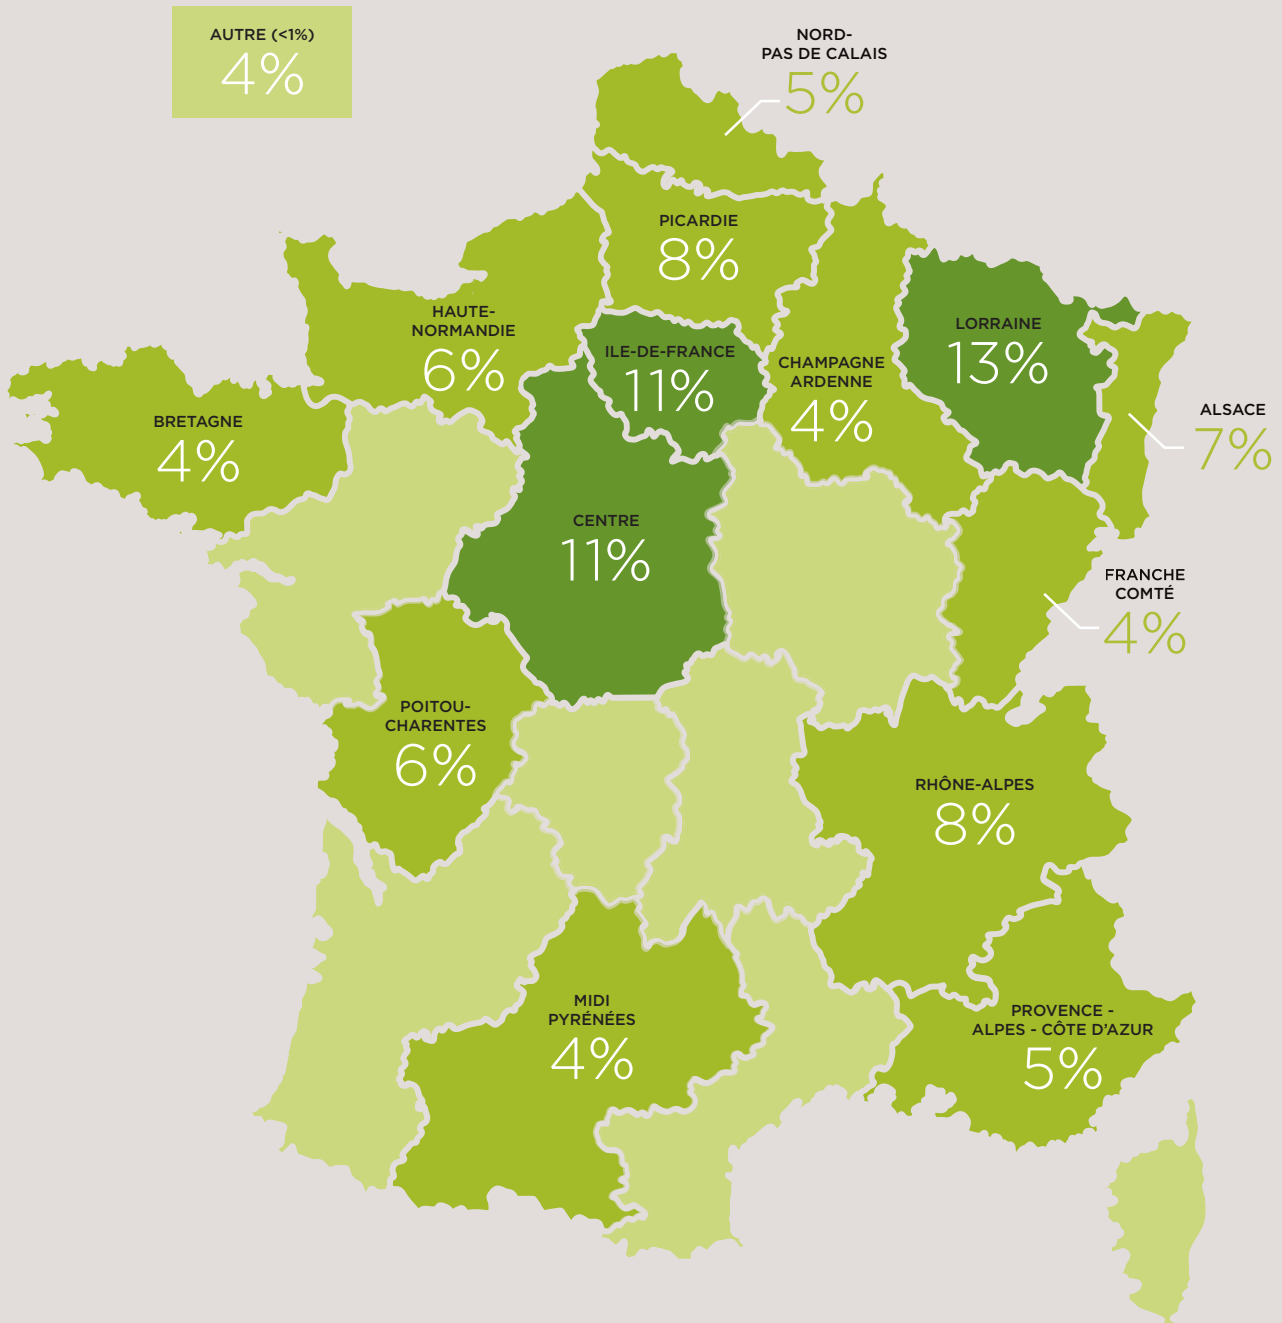 AUTRE (<1%)
4%
NORD-
PAS DE CALAIS
5%
PICARDIE
8%
HAUTE-
NORMANDIE
6%
ILE-DE-FRANCE
11%
CHAMPAGNE
ARDENNE
4%
LORRAINE
13%
ALSACE
7%
BRETAGNE
4%
CENTRE
11%
FRANCHE
COMTÉ
4%
POITOU-
CHARENTES
6%
RHÔNE-ALPES
8%
MIDI
PYRÉNÉES
4%
PROVENCE -
ALPES - CÔTE D'AZUR
5%